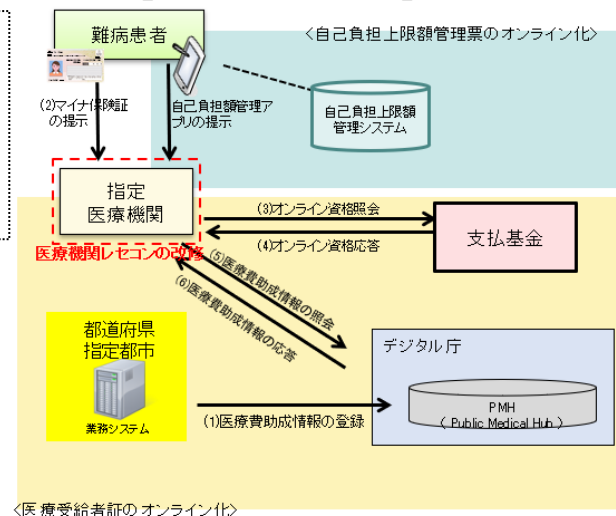 難病患者
〈自己負担上限額管理票のオンライン化〉
(2)マイナ保険証
の提示
自己負担額管理ア
プリの提示
自己負担上限額
管理システム
指定
医療機関
(3)オンライン資格照会
(4)オンライン資格応答
支払基金
医療機関レセコンの改修
(5)医療費助成情報の照会
(6)医療費助成情報の応答
都道府県
指定都市
業務システム
デジタル庁
PMH
( Public Medical Hub )
(1)医療費助成情報の登録
〈医療受給者証のオンライン化〉